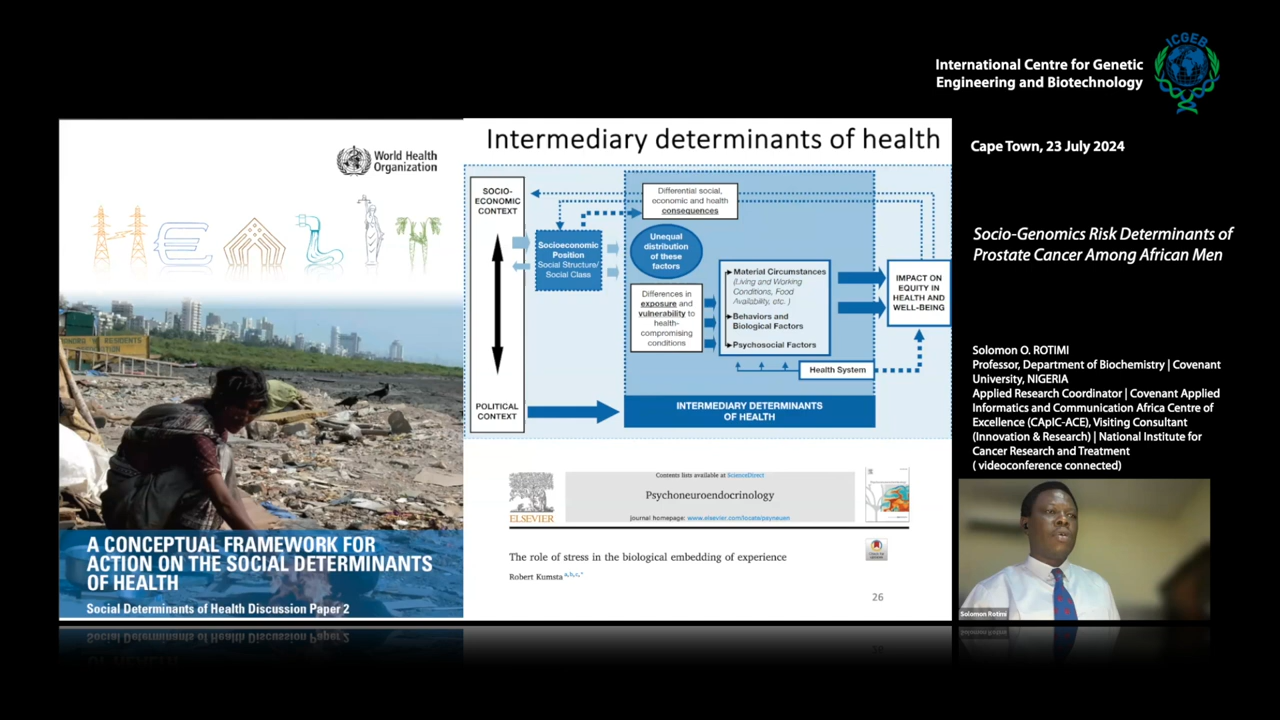 ICGEB
International Centre for Genetic
Engineering and Biotechnology
Cape Town, 23 July 2024
Socio-Genomics Risk Determinants of
Prostate Cancer Among African Men
Solomon O. ROTIMI
Professor, Department of Biochemistry | Covenant
University, NIGERIA
Applied Research Coordinator | Covenant Applied
Informatics and Communication Africa Centre of
Excellence (CApIC-ACE), Visiting Consultant
(Innovation & Research) | National Institute for
Cancer Research and Treatment
( videoconference connected)
Solomon Rotimi
World Health
Organization
A CONCEPTUAL FRAMEWORK FOR
ACTION ON THE SOCIAL DETERMINANTS
OF HEALTH
Social Determinants of Health Discussion Paper 2
Intermediary determinants of health
SOCIO-
ECONOMIC
CONTEXT
POLITICAL
CONTEXT
Socioeconomic
Position
Social Structure/
Social Class
Differential social,
economic and health
consequences
Unequal
distribution
of these
factors
Differences in
exposure and
vulnerability to
health-
compromising
conditions
Material Circumstances
(Living and Working
Conditions, Food
Availability, etc. )
Behaviors and
Biological Factors
Psychosocial Factors
Health System
IMPACT ON
EQUITY IN
HEALTH AND
WELL-BEING
INTERMEDIARY DETERMINANTS
OF HEALTH
Contents lists available at ScienceDirect
Psychoneuroendocrinology
journal homepage: www.elsevier.com/locate/psyneuen
ELSEVIER
The role of stress in the biological embedding of experience
Robert Kumsta a,b,c,*
26